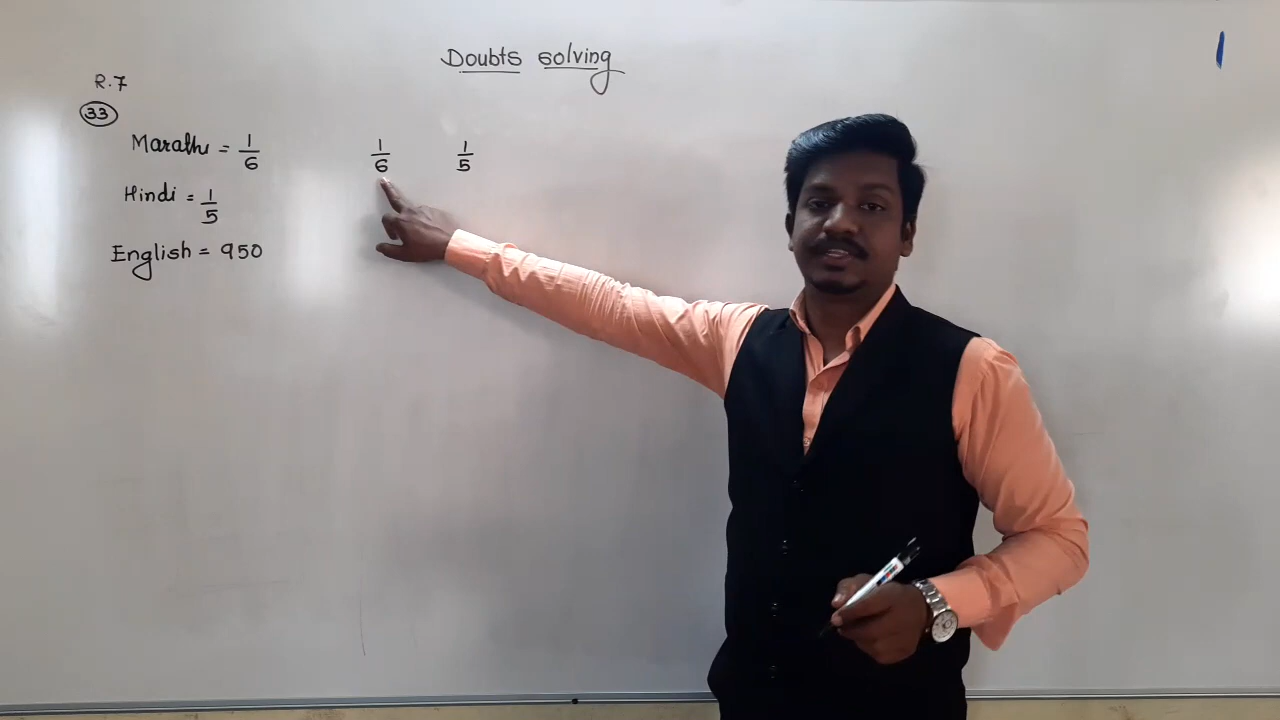 Doubts solving
R.7
33
Marathi = 1/6
1/6 1/5
Hindi = 1/5
English = 950